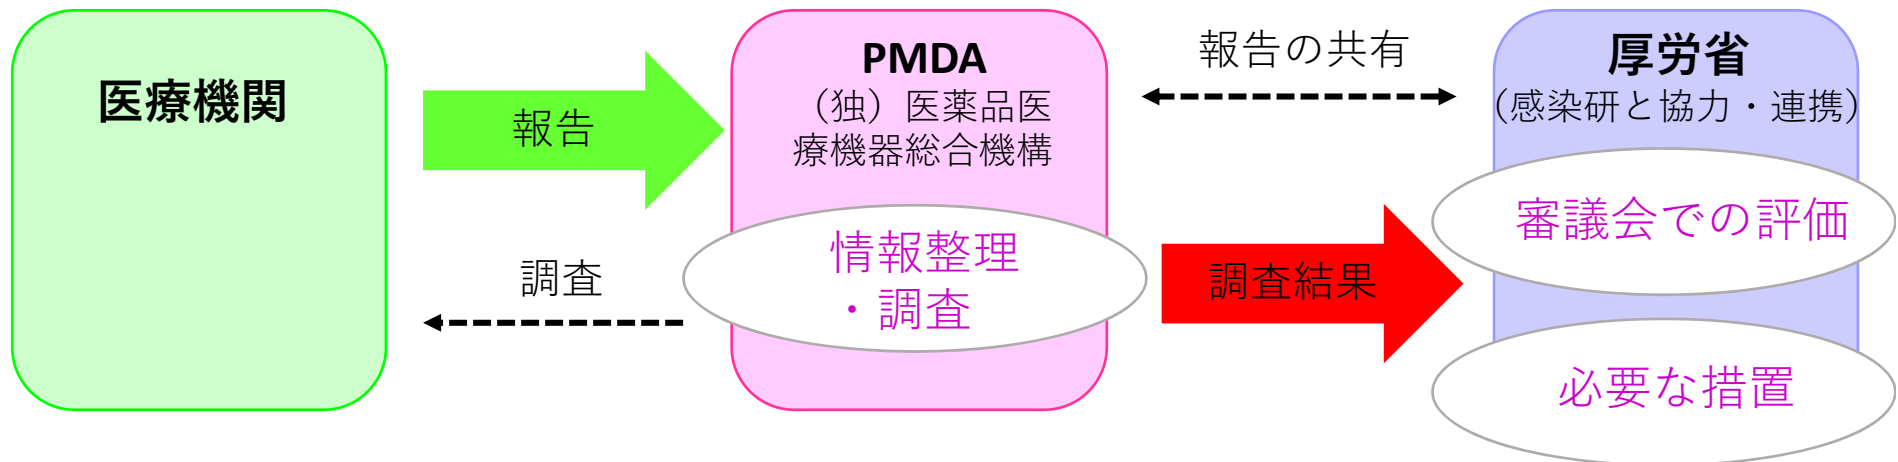 医療機関
報告
調査
PMDA
（独）医薬品医
療機器総合機構
情報整理
・調査
報告の共有
調査結果
厚労省
（感染研と協力・連携）
審議会での評価
必要な措置